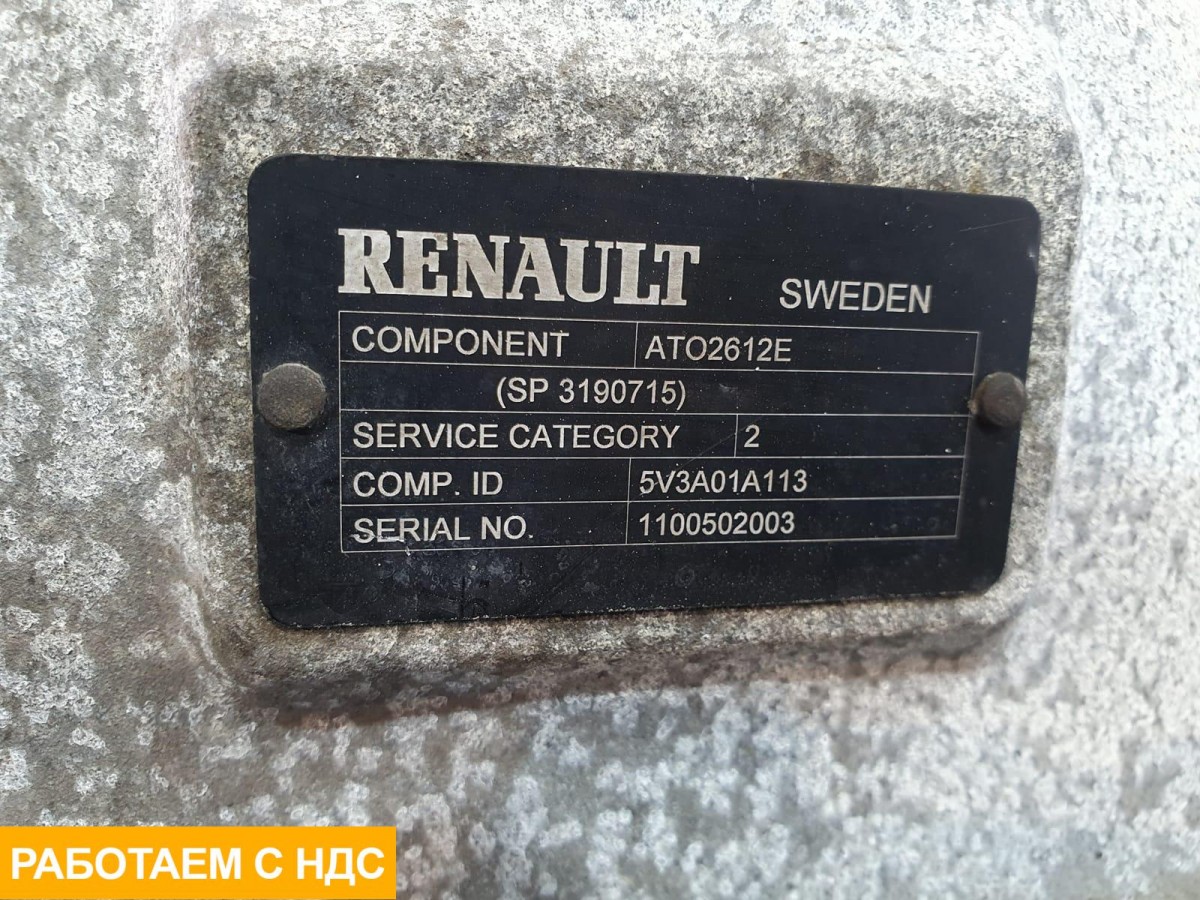 RENAULT SWEDEN
COMPONENT ATO2612E
(SP 3190715)
SERVICE CATEGORY 2
COMP. ID 5V3A01A113
SERIAL NO. 1100502003
РАБОТАЕМ С НДС